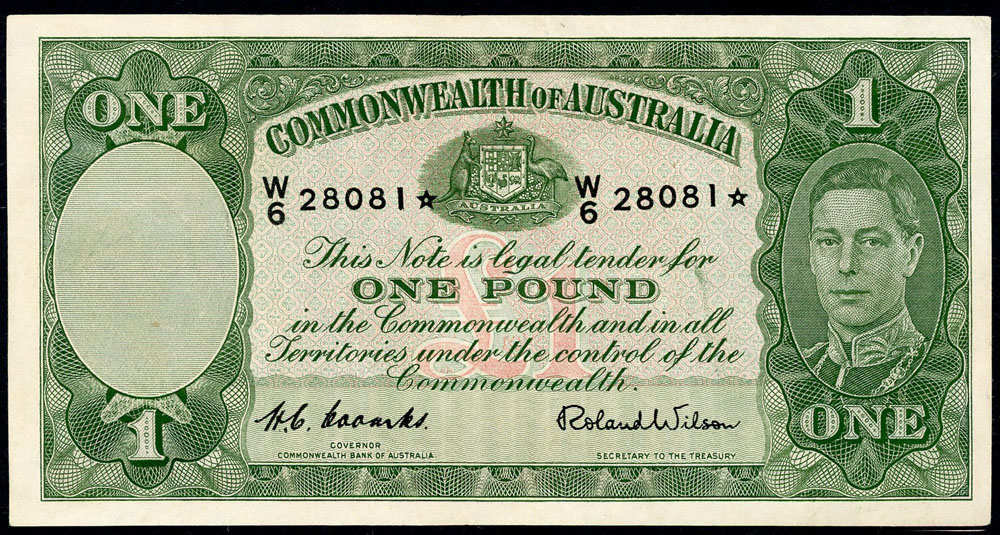 ONE
1
COMMONWEALTH OF AUSTRALIA
AUSTRALIA
W/6 28081☆ W/6 28081☆
£1
This Note is legal tender for
ONE POUND
in the Commonwealth and in all
Territories under the control of the
Commonwealth.
H.C. Coombs. Roland Wilson
GOVERNOR
COMMONWEALTH BANK OF AUSTRALIA. SECRETARY TO THE TREASURY.
1
ONE